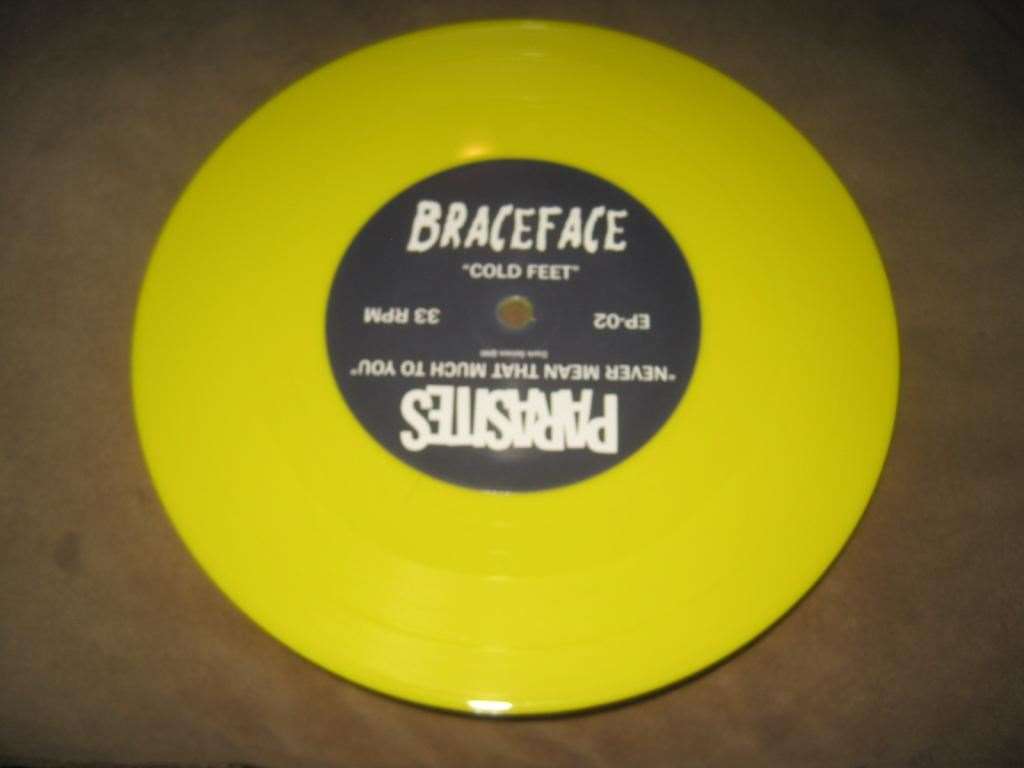 BRACEFACE
"COLD FEET"
PARASITES
"NEVER MEAN THAT MUCH TO YOU"
EP-02 33 RPM